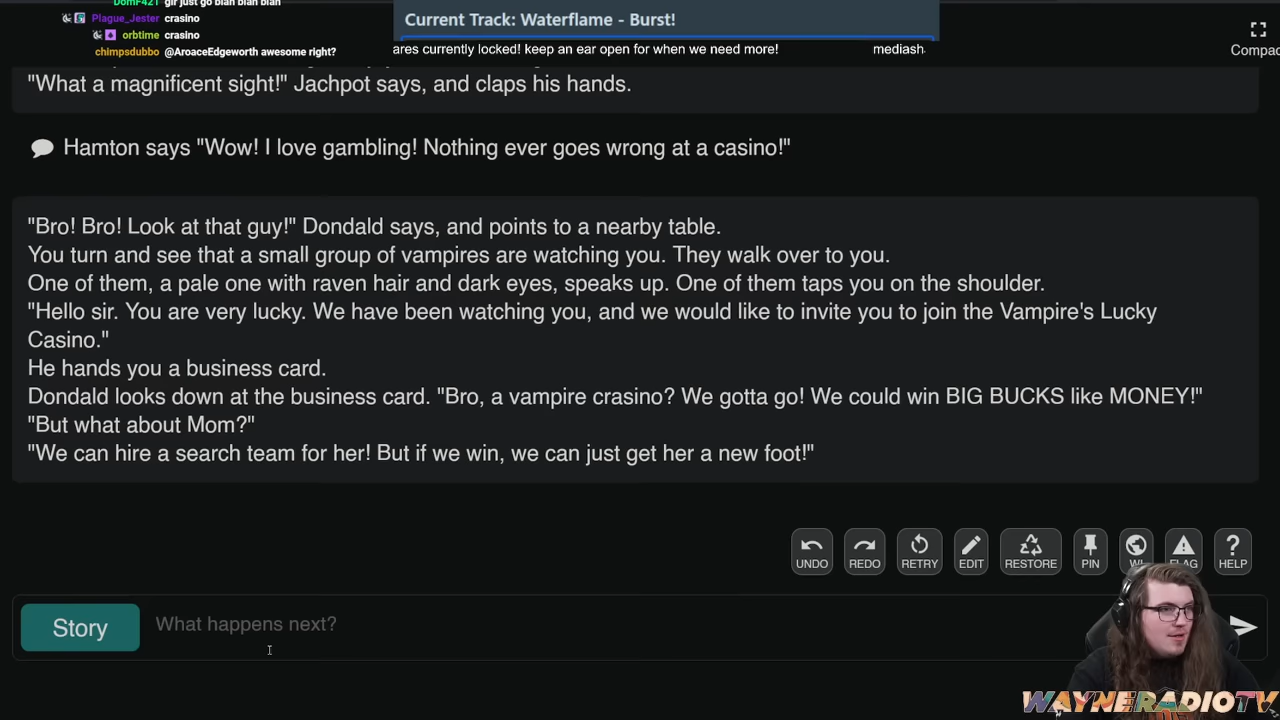 DomF421 girl just go blah blah blah
Plague_Jester crasino
orbtime crasino
chimpsdubbo @AroaceEdgeworth awesome right?
Current Track: Waterflame - Burst!
ares currently locked! keep an ear open for when we need more! mediash
Compac
"What a magnificent sight!" Jachpot says, and claps his hands.
Hamton says "Wow! I love gambling! Nothing ever goes wrong at a casino!"
"Bro! Bro! Look at that guy!" Dondald says, and points to a nearby table.
You turn and see that a small group of vampires are watching you. They walk over to you.
One of them, a pale one with raven hair and dark eyes, speaks up. One of them taps you on the shoulder.
"Hello sir. You are very lucky. We have been watching you, and we would like to invite you to join the Vampire's Lucky
Casino."
He hands you a business card.
Dondald looks down at the business card. "Bro, a vampire crasino? We gotta go! We could win BIG BUCKS like MONEY!"
"But what about Mom?"
"We can hire a search team for her! But if we win, we can just get her a new foot!"
UNDO REDO RETRY EDIT RESTORE PIN FLAG HELP
Story What happens next?
WAYNERADIOTV